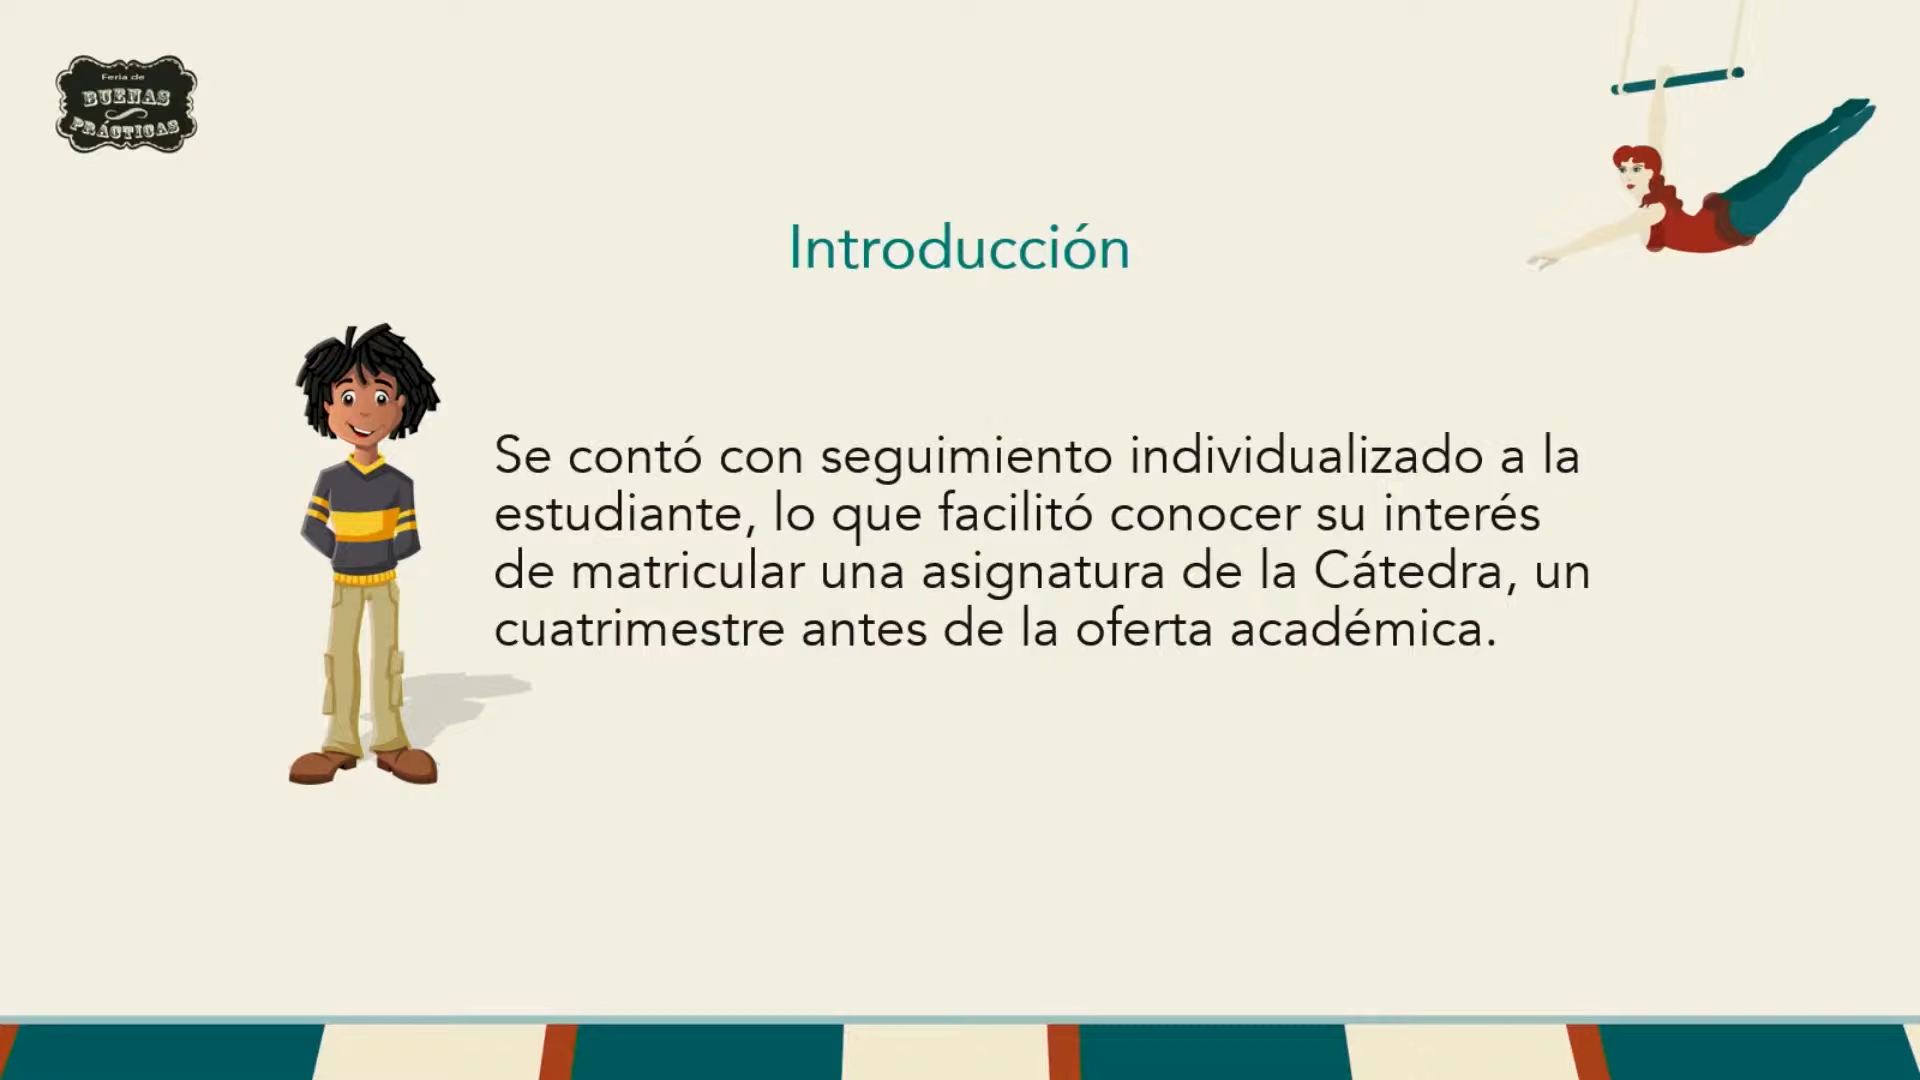 Feria de
BUENAS
PRÁCTICAS
Introducción
Se contó con seguimiento individualizado a la
estudiante, lo que facilitó conocer su interés
de matricular una asignatura de la Cátedra, un
cuatrimestre antes de la oferta académica.